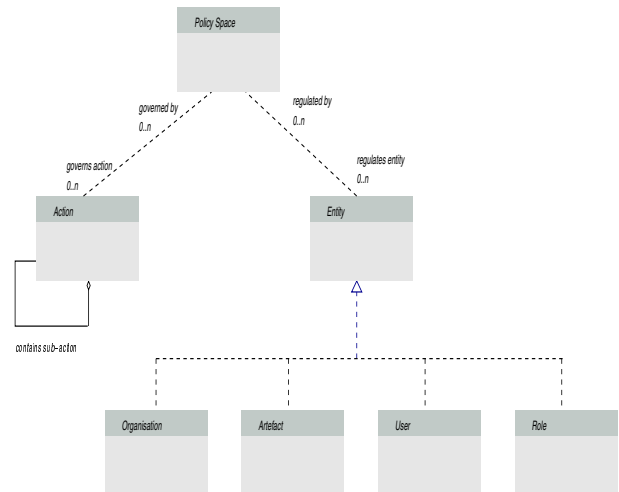 Policy Space
governed by
0..n
regulated by
0..n
governs action
0..n
regulates entity
0..n
Action
Entity
contains sub-action
Organisation
Artefact
User
Role